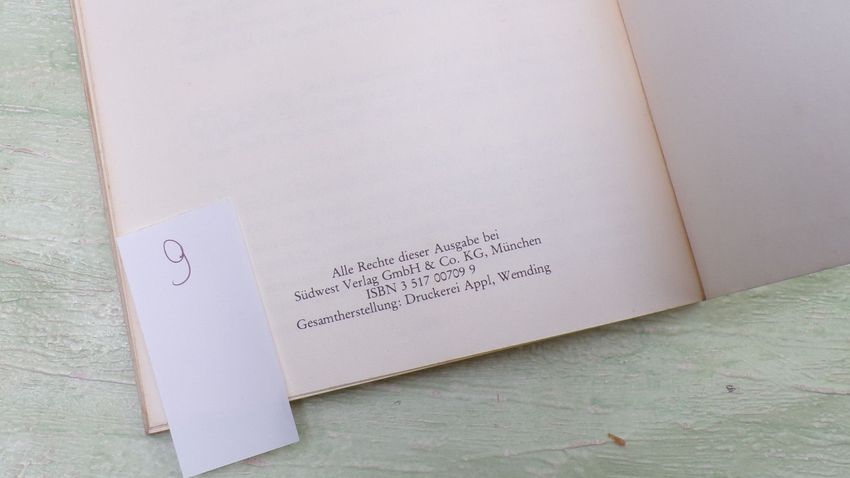 9
Alle Rechte dieser Ausgabe bei
Südwest Verlag GmbH & Co. KG, München
ISBN 3 517 00709 9
Gesamtherstellung: Druckerei Appl, Wemding